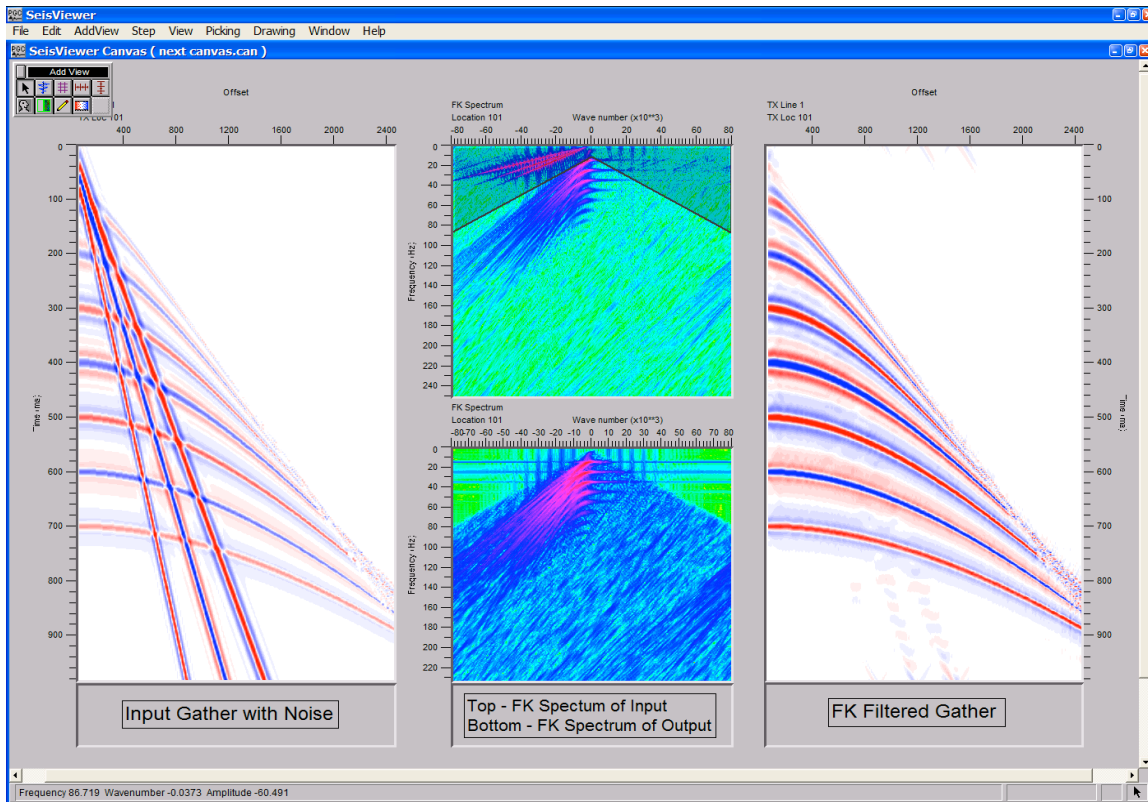 SeisViewer
File Edit AddView Step View Picking Drawing Window Help
SeisViewer Canvas ( next canvas.can )
Add View
Offset
TX Loc 101
400 800 1200 1600 2000 2400
0
100
200
300
400
500
600
700
800
900
Time (ms)
Input Gather with Noise
FK Spectrum
Location 101 Wave number (x10**3)
-80 -60 -40 -20 0 20 40 60 80
0
20
40
60
80
100
120
140
160
180
200
220
240
Frequency (Hz)
FK Spectrum
Location 101 Wave number (x10**3)
-80 -70 -60 -50 -40 -30 -20 -10 0 10 20 30 40 50 60 70 80
0
20
40
60
80
100
120
140
160
180
200
220
Frequency (Hz)
Top - FK Spectum of Input
Bottom - FK Spectrum of Output
Offset
TX Line 1
TX Loc 101
400 800 1200 1600 2000 2400
0
100
200
300
400
500
600
700
800
900
Time (ms)
FK Filtered Gather
Frequency 86.719 Wavenumber -0.0373 Amplitude -60.491